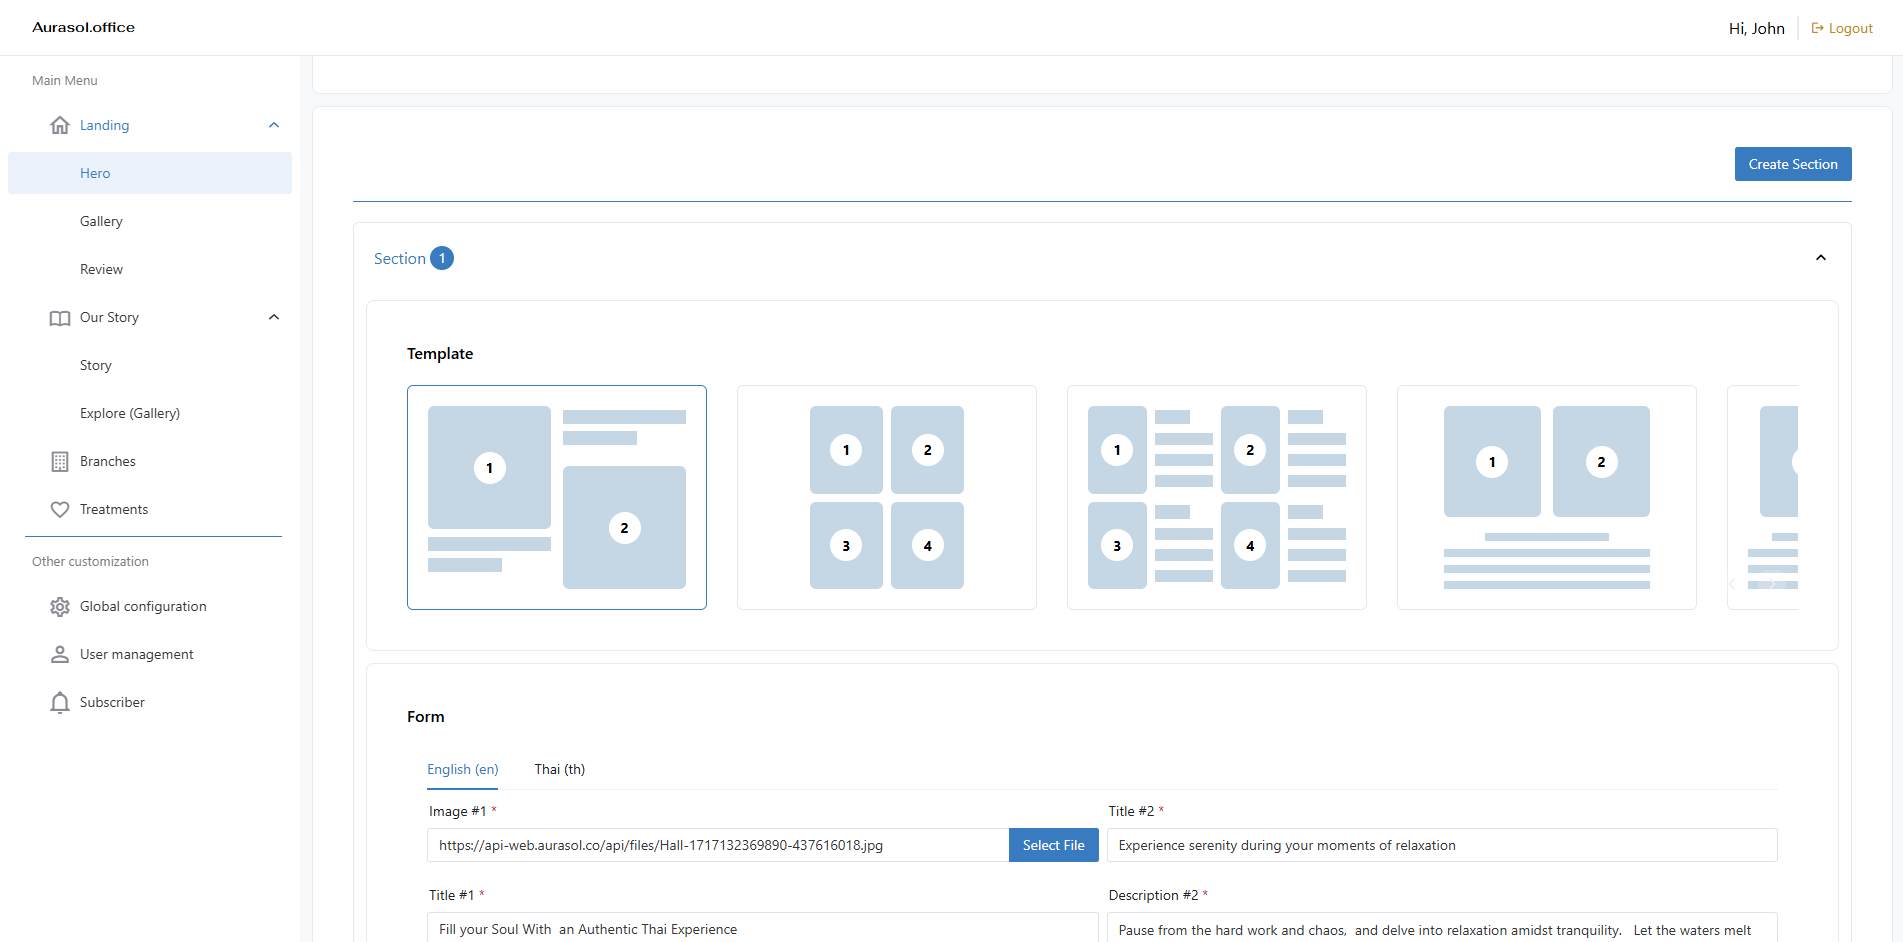 Aurasol.office
Hi, John
Logout
Main Menu
Landing
Hero
Gallery
Review
Our Story
Story
Explore (Gallery)
Branches
Treatments
Other customization
Global configuration
User management
Subscriber
Create Section
Section 1
Template
1
2
1 2
3 4
1 2
3 4
1 2
Form
English (en) Thai (th)
Image #1 *
https://api-web.aurasol.co/api/files/Hall-1717132369890-437616018.jpg
Select File
Title #2 *
Experience serenity during your moments of relaxation
Title #1 *
Fill your Soul With  an Authentic Thai Experience
Description #2 *
Pause from the hard work and chaos,  and delve into relaxation amidst tranquility.   Let the waters melt